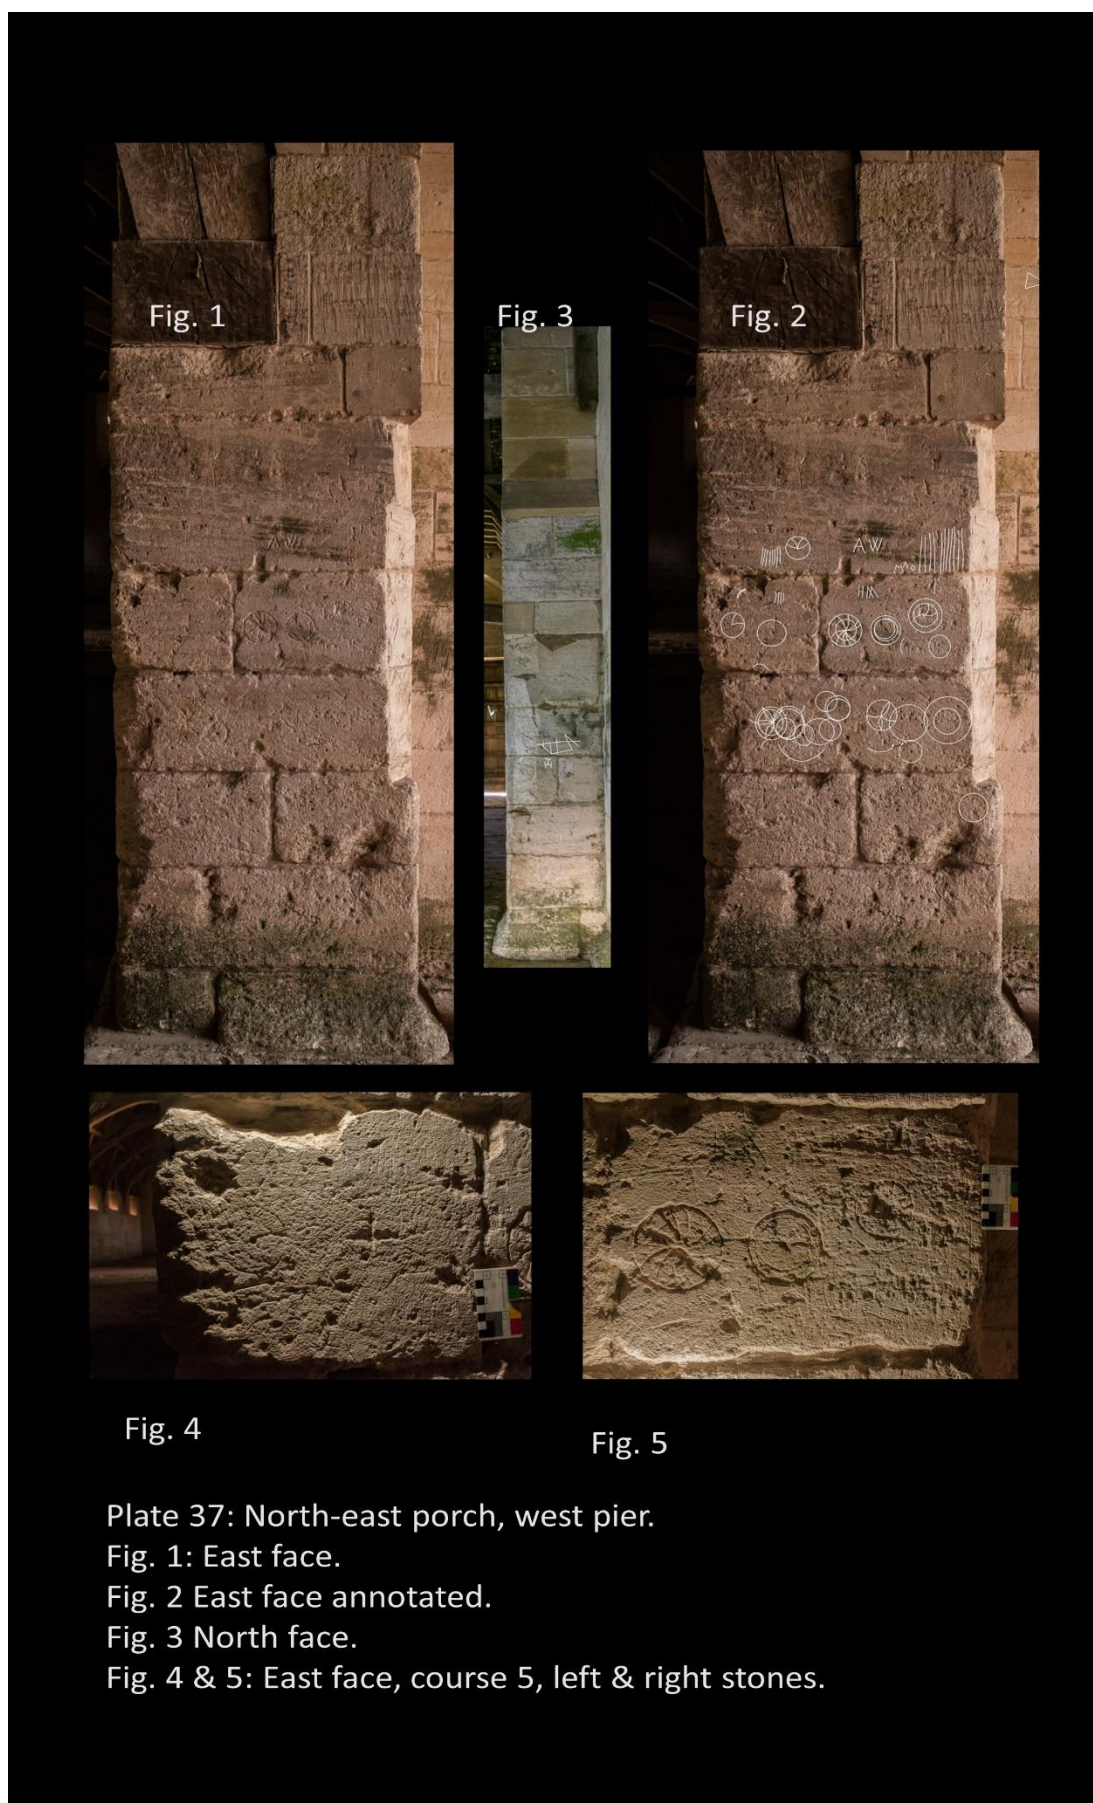 Fig. 1
Fig. 3
Fig. 2
AW
AW
HM
Fig. 4
Fig. 5
Plate 37: North-east porch, west pier.
Fig. 1: East face.
Fig. 2 East face annotated.
Fig. 3 North face.
Fig. 4 & 5: East face, course 5, left & right stones.